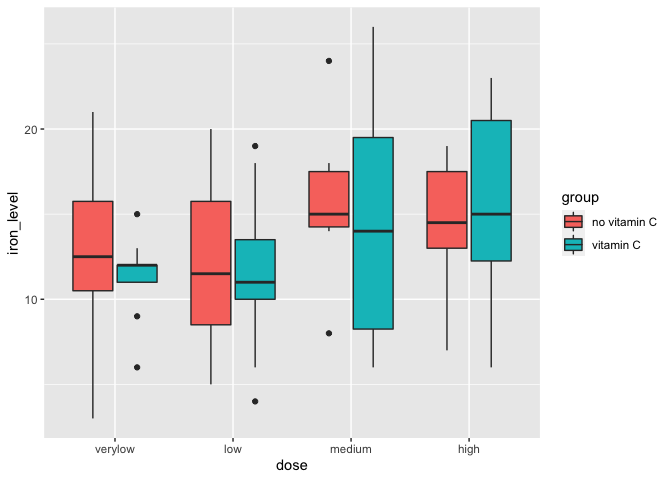 20
10
iron_level
verylow low medium high
dose
group
no vitamin C
vitamin C